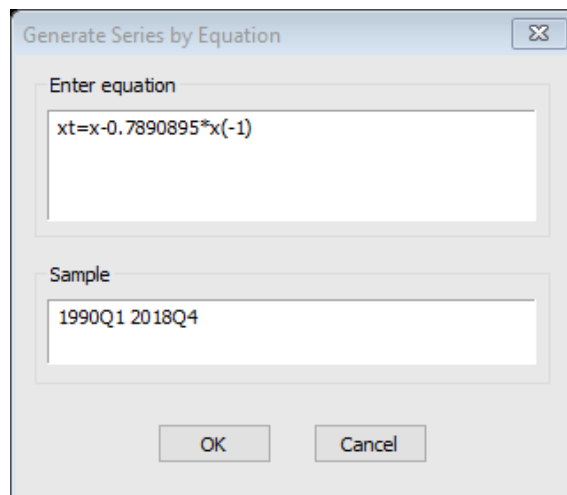 Generate Series by Equation
Enter equation
xt=x-0.7890895*x(-1)
Sample
1990Q1 2018Q4
OK
Cancel